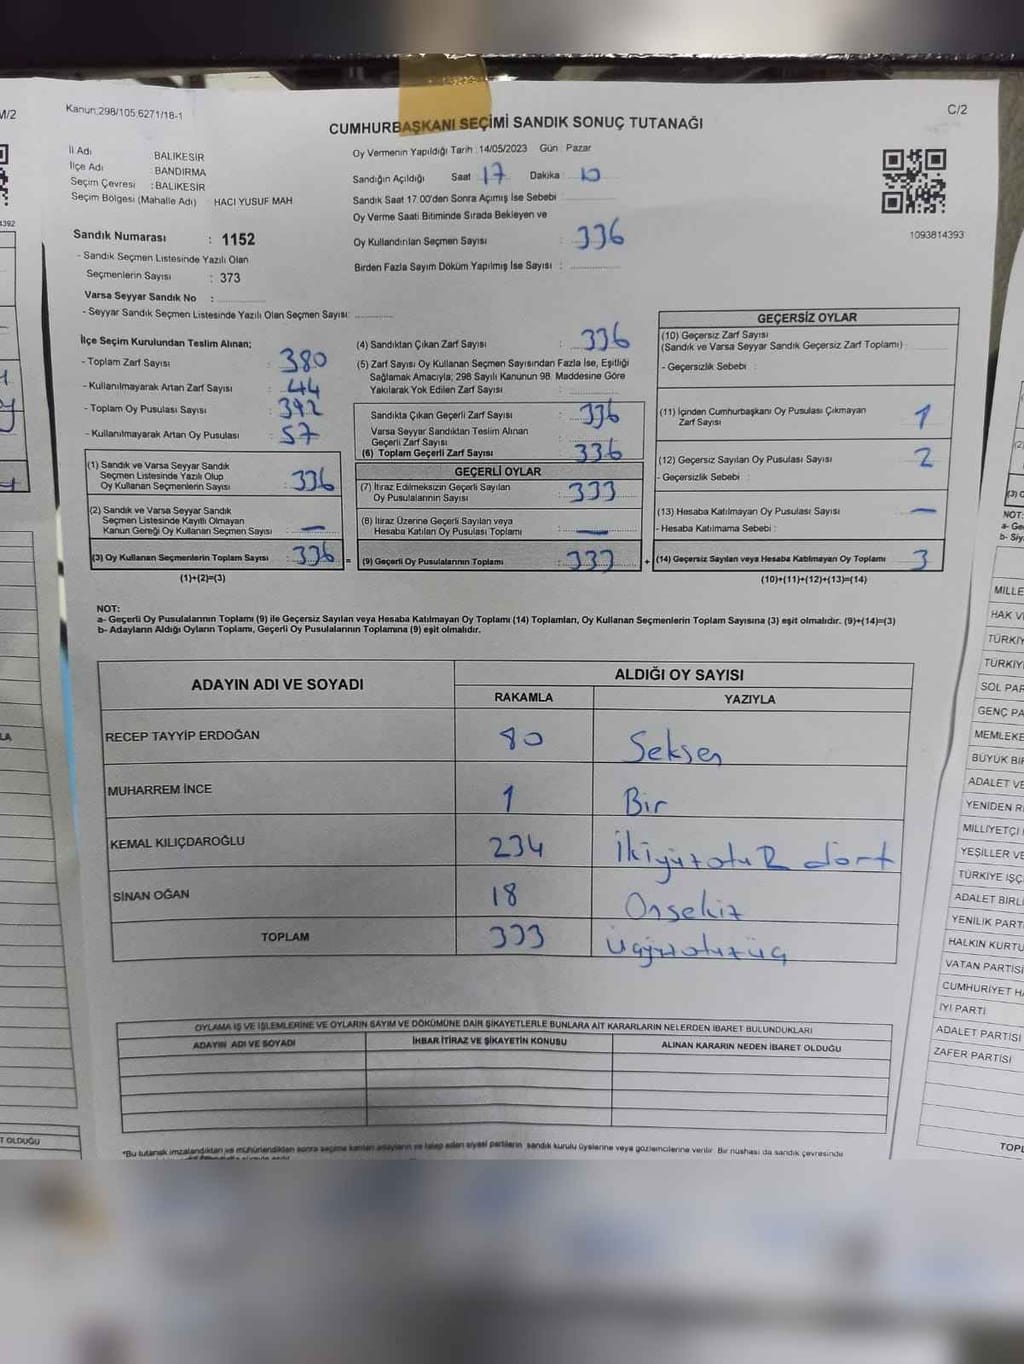 M/2
Kanun;298/105,6271/18-1
C/2
CUMHURBAŞKANI SEÇİMİ SANDIK SONUÇ TUTANAĞI
İl Adı BALIKESİR
İlçe Adı : BANDIRMA
Seçim Çevresi : BALIKESİR
Seçim Bölgesi (Mahalle Adı) HACI YUSUF MAH
Oy Vermenin Yapıldığı Tarih : 14/05/2023 Gün : Pazar
Sandığın Açıldığı Saat 17 Dakika 10
Sandık Saat 17:00'den Sonra Açımış İse Sebebi
Oy Verme Saati Bitiminde Sırada Bekleyen ve
Oy Kullandırılan Seçmen Sayısı : 336
Birden Fazla Sayım Döküm Yapılmış İse Sayısı :
1093814393
Sandık Numarası : 1152
- Sandık Seçmen Listesinde Yazılı Olan
Seçmenlerin Sayısı : 373
Varsa Seyyar Sandık No :
- Seyyar Sandık Seçmen Listesinde Yazılı Olan Seçmen Sayısı:
İlçe Seçim Kurulundan Teslim Alınan;
- Toplam Zarf Sayısı : 380
- Kullanılmayarak Artan Zarf Sayısı : 44
- Toplam Oy Pusulası Sayısı : 392
- Kullanılmayarak Artan Oy Pusulası : 57
(1) Sandık ve Varsa Seyyar Sandık
Seçmen Listesinde Yazılı Olup
Oy Kullanan Seçmenlerin Sayısı : 336
(2) Sandık ve Varsa Seyyar Sandık
Seçmen Listesinde Kayıtlı Olmayan
Kanun Gereği Oy Kullanan Seçmen Sayısı : —
(3) Oy Kullanan Seçmenlerin Toplam Sayısı : 336 =
(1)+(2)=(3)
(4) Sandıktan Çıkan Zarf Sayısı : 336
(5) Zarf Sayısı Oy Kullanan Seçmen Sayısından Fazla İse, Eşitliği
Sağlamak Amacıyla; 298 Sayılı Kanunun 98. Maddesine Göre
Yakılarak Yok Edilen Zarf Sayısı :
Sandıkta Çıkan Geçerli Zarf Sayısı : 336
Varsa Seyyar Sandıktan Teslim Alınan
Geçerli Zarf Sayısı :
(6) Toplam Geçerli Zarf Sayısı : 336
GEÇERLİ OYLAR
(7) İtiraz Edilmeksizin Geçerli Sayılan
Oy Pusulalarının Sayısı : 333
(8) İtiraz Üzerine Geçerli Sayılan veya
Hesaba Katılan Oy Pusulası Toplamı : —
(9) Geçerli Oy Pusulalarının Toplamı : 333 +
GEÇERSİZ OYLAR
(10) Geçersiz Zarf Sayısı
(Sandık ve Varsa Seyyar Sandık Geçersiz Zarf Toplamı) :
- Geçersizlik Sebebi :
(11) İçinden Cumhurbaşkanı Oy Pusulası Çıkmayan
Zarf Sayısı 1
(12) Geçersiz Sayılan Oy Pusulası Sayısı 2
- Geçersizlik Sebebi :
(13) Hesaba Katılmayan Oy Pusulası Sayısı —
- Hesaba Katılmama Sebebi :
(14) Geçersiz Sayılan veya Hesaba Katılmayan Oy Toplamı : 3
(10)+(11)+(12)+(13)=(14)
NOT:
a- Geçerli Oy Pusulalarının Toplamı (9) ile Geçersiz Sayılan veya Hesaba Katılmayan Oy Toplamı (14) Toplamları, Oy Kullanan Seçmenlerin Toplam Sayısına (3) eşit olmalıdır. (9)+(14)=(3)
b- Adayların Aldığı Oyların Toplamı, Geçerli Oy Pusulalarının Toplamına (9) eşit olmalıdır.
ADAYIN ADI VE SOYADI
ALDIĞI OY SAYISI
RAKAMLA YAZIYLA
RECEP TAYYİP ERDOĞAN 80 Seksen
MUHARREM İNCE 1 Bir
KEMAL KILIÇDAROĞLU 234 İkiyüzotuz dört
SİNAN OĞAN 18 Onsekiz
TOPLAM 333 Üçyüzotuzüç
OYLAMA İŞ VE İŞLEMLERİNE VE OYLARIN SAYIM VE DÖKÜMÜNE DAİR ŞİKAYETLERLE BUNLARA AİT KARARLARIN NELERDEN İBARET BULUNDUKLARI
ADAYIN ADI VE SOYADI İHBAR İTİRAZ VE ŞİKAYETİN KONUSU ALINAN KARARIN NEDEN İBARET OLDUĞU
*Bu tutanak imzalandıktan ve mühürlendikten sonra seçime katılan adayların ve talep eden siyasi partilerin sandık kurulu üyelerine veya gözlemcilerine verilir. Bir nüshası da sandık çevresinde
T OLDUĞU
NOT:
a- Ge
b- Siy
MİLLE
HAK V
TÜRKİY
TÜRKİY
SOL PAR
GENÇ PA
MEMLEKE
BÜYÜK BİR
ADALET VE
YENİDEN R
MİLLİYETÇİ
YEŞİLLER VE
TÜRKİYE İŞÇ
ADALET BİRLİ
YENİLİK PARTİ
HALKIN KURTU
VATAN PARTİSİ
CUMHURİYET HA
İYİ PARTİ
ADALET PARTİSİ
ZAFER PARTİSİ
TOPL